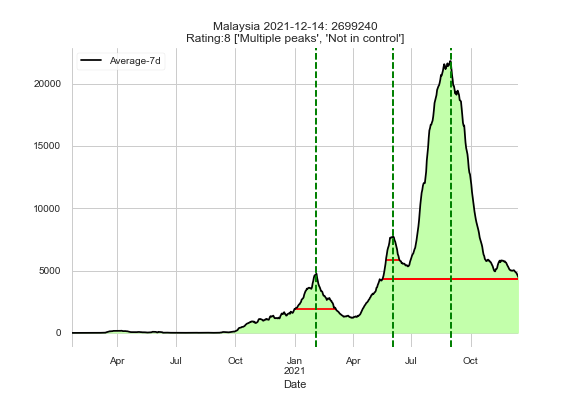 Malaysia 2021-12-14: 2699240
Rating:8 ['Multiple peaks', 'Not in control']
Average-7d
20000
15000
10000
5000
0
Apr Jul Oct Jan Apr Jul Oct
2021
Date